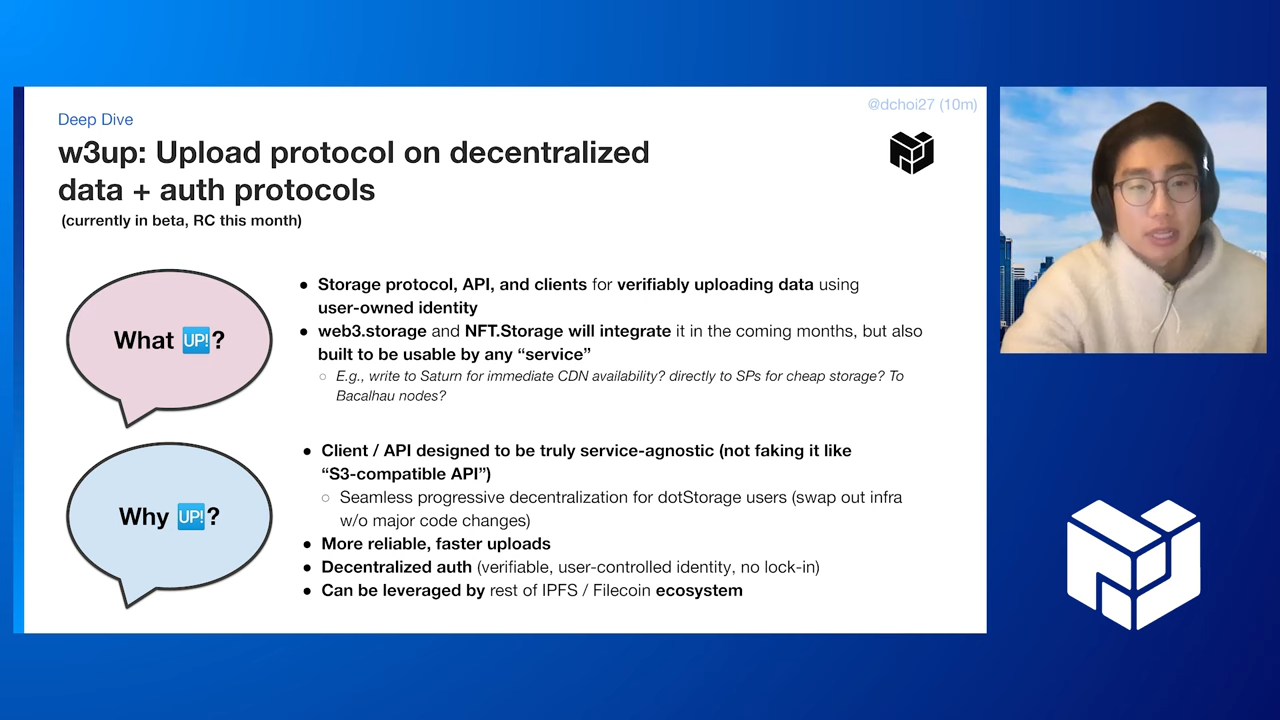 @dchoi27 (10m)
Deep Dive
w3up: Upload protocol on decentralized
data + auth protocols
(currently in beta, RC this month)
What UP!?
● Storage protocol, API, and clients for verifiably uploading data using
user-owned identity
● web3.storage and NFT.Storage will integrate it in the coming months, but also
built to be usable by any “service”
○ E.g., write to Saturn for immediate CDN availability? directly to SPs for cheap storage? To
Bacalhau nodes?
Why UP!?
● Client / API designed to be truly service-agnostic (not faking it like
“S3-compatible API”)
○ Seamless progressive decentralization for dotStorage users (swap out infra
w/o major code changes)
● More reliable, faster uploads
● Decentralized auth (verifiable, user-controlled identity, no lock-in)
● Can be leveraged by rest of IPFS / Filecoin ecosystem